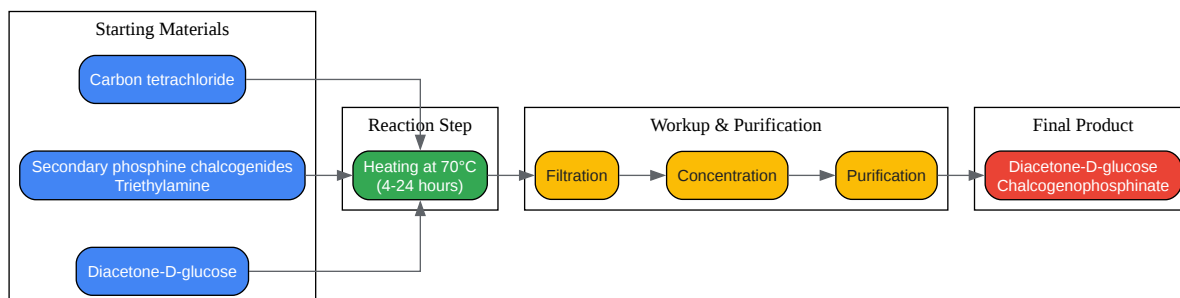 Starting Materials
Carbon tetrachloride
Secondary phosphine chalcogenides
Triethylamine
Diacetone-D-glucose
Reaction Step
Heating at 70°C
(4-24 hours)
Workup & Purification
Filtration
Concentration
Purification
Final Product
Diacetone-D-glucose
Chalcogenophosphinate